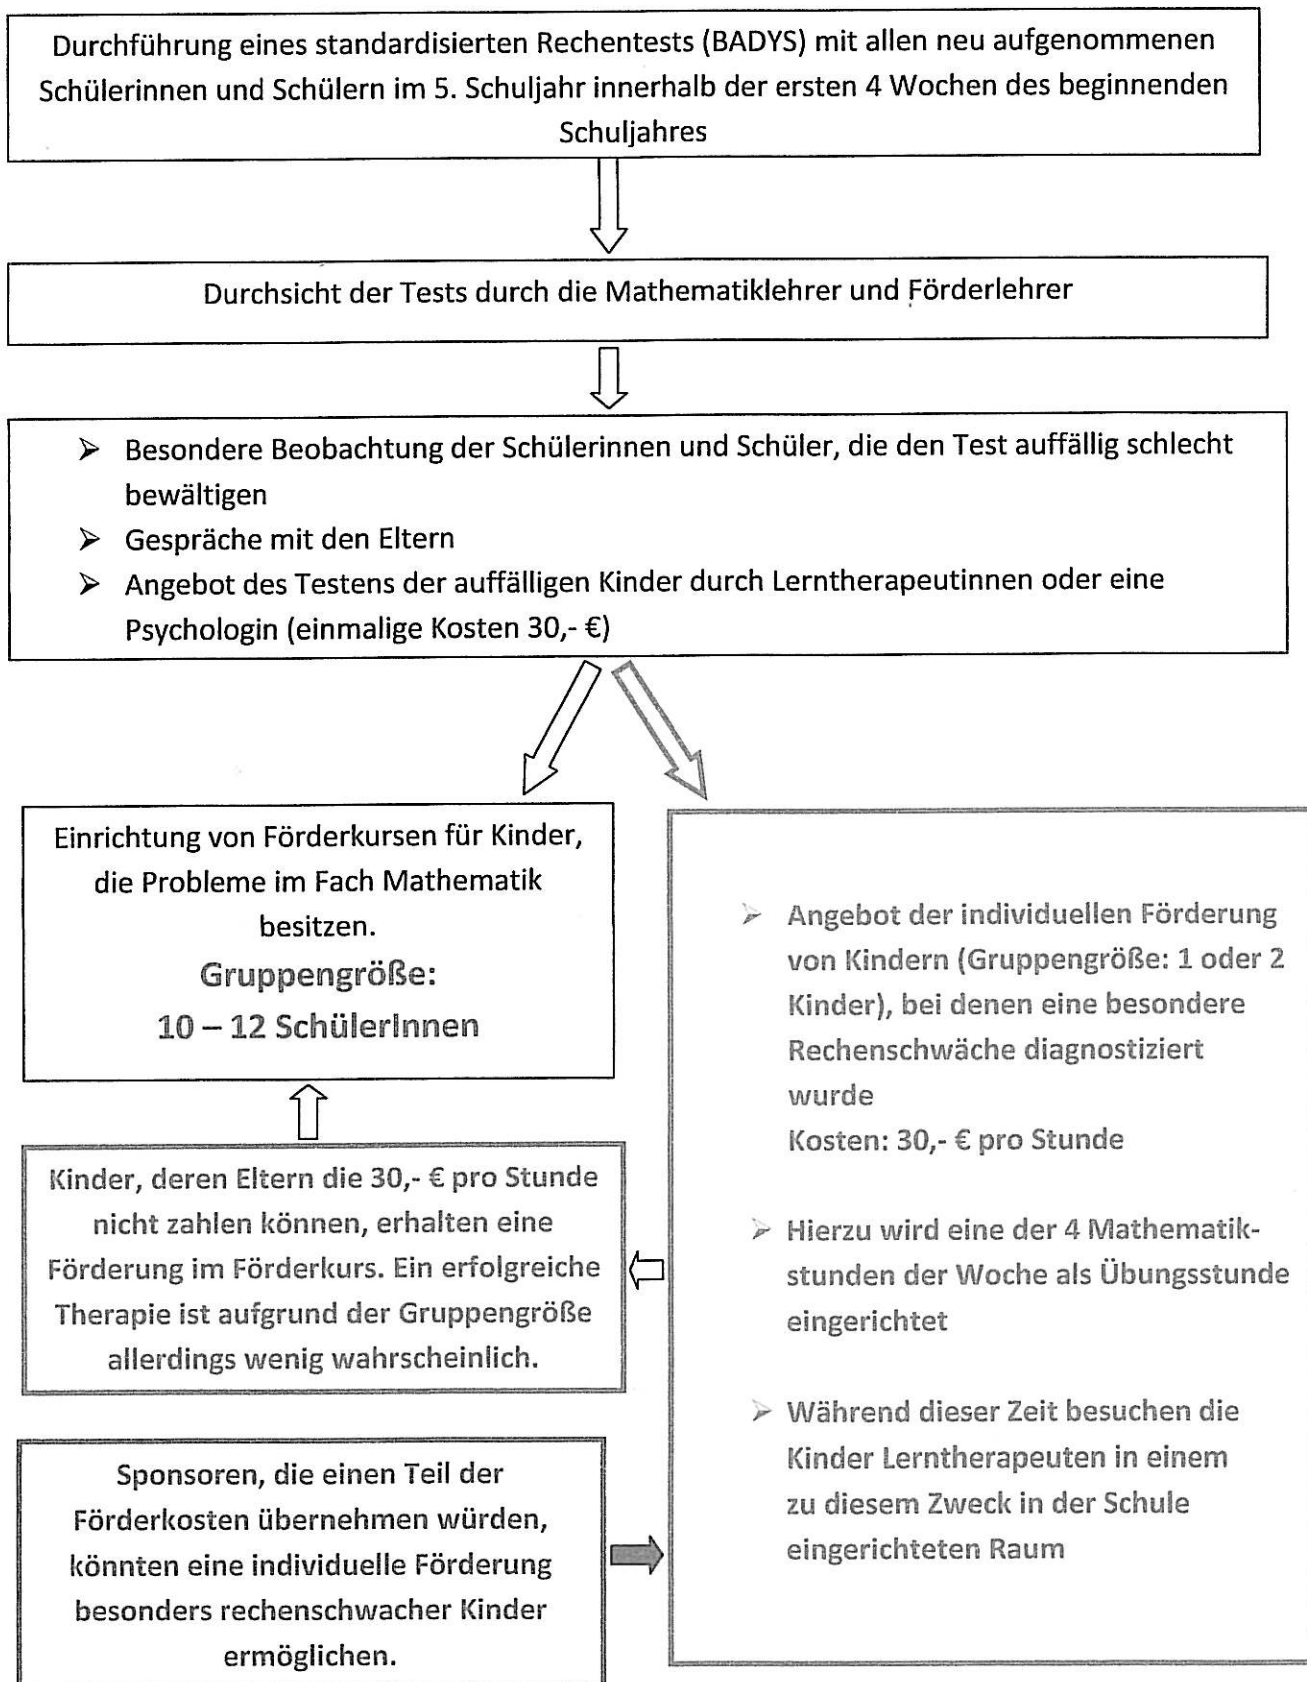 Durchführung eines standardisierten Rechentests (BADYS) mit allen neu aufgenommenen
Schülerinnen und Schülern im 5. Schuljahr innerhalb der ersten 4 Wochen des beginnenden
Schuljahres
Durchsicht der Tests durch die Mathematiklehrer und Förderlehrer
➢ Besondere Beobachtung der Schülerinnen und Schüler, die den Test auffällig schlecht
bewältigen
➢ Gespräche mit den Eltern
➢ Angebot des Testens der auffälligen Kinder durch Lerntherapeutinnen oder eine
Psychologin (einmalige Kosten 30,- €)
Einrichtung von Förderkursen für Kinder,
die Probleme im Fach Mathematik
besitzen.
Gruppengröße:
10 – 12 SchülerInnen
Kinder, deren Eltern die 30,- € pro Stunde
nicht zahlen können, erhalten eine
Förderung im Förderkurs. Ein erfolgreiche
Therapie ist aufgrund der Gruppengröße
allerdings wenig wahrscheinlich.
Sponsoren, die einen Teil der
Förderkosten übernehmen würden,
könnten eine individuelle Förderung
besonders rechenschwacher Kinder
ermöglichen.
➢ Angebot der individuellen Förderung
von Kindern (Gruppengröße: 1 oder 2
Kinder), bei denen eine besondere
Rechenschwäche diagnostiziert
wurde
Kosten: 30,- € pro Stunde
➢ Hierzu wird eine der 4 Mathematik-
stunden der Woche als Übungsstunde
eingerichtet
➢ Während dieser Zeit besuchen die
Kinder Lerntherapeuten in einem
zu diesem Zweck in der Schule
eingerichteten Raum